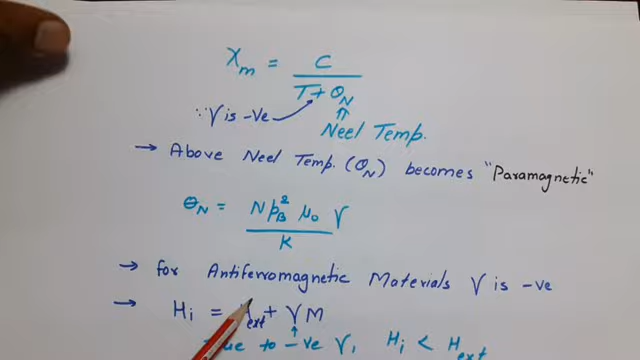 χm = C / T + θN
∵ γ is -ve
Neel Temp.
→ Above Neel Temp. (θN) becomes "Paramagnetic"
θN = N pB² μ0 γ / K
→ for Antiferromagnetic Materials γ is -ve
→ Hi = Hext + γM
due to -ve γ, Hi < Hext